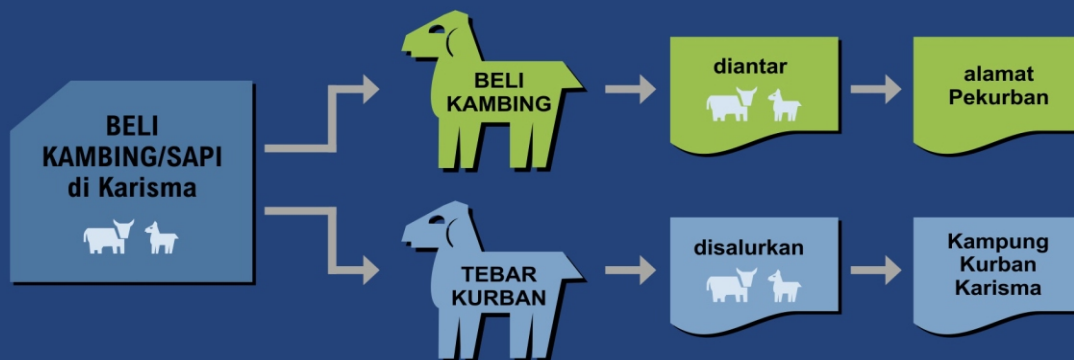 BELI
KAMBING/SAPI
di Karisma
BELI
KAMBING
diantar
alamat
Pekurban
TEBAR
KURBAN
disalurkan
Kampung
Kurban
Karisma